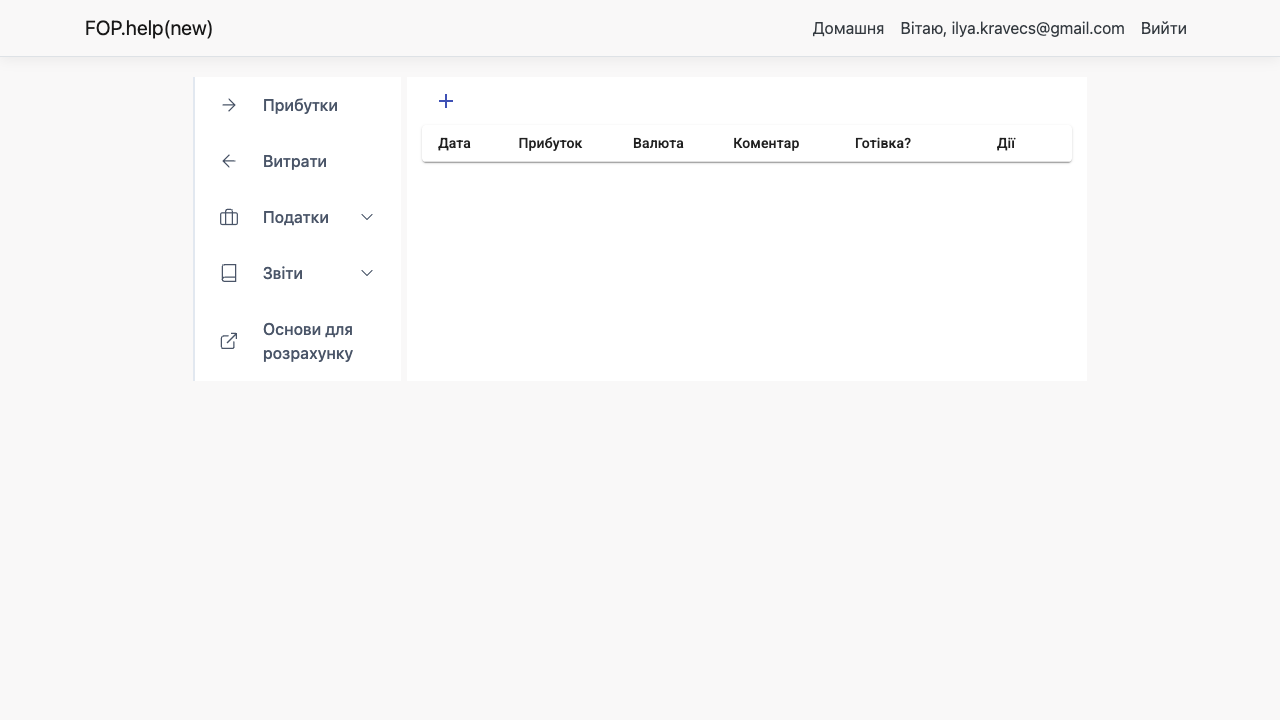 FOP.help(new)
Домашня Вітаю, ilya.kravecs@gmail.com Вийти
Прибутки
Витрати
Податки
Звіти
Основи для
розрахунку
Дата Прибуток Валюта Коментар Готівка? Дії